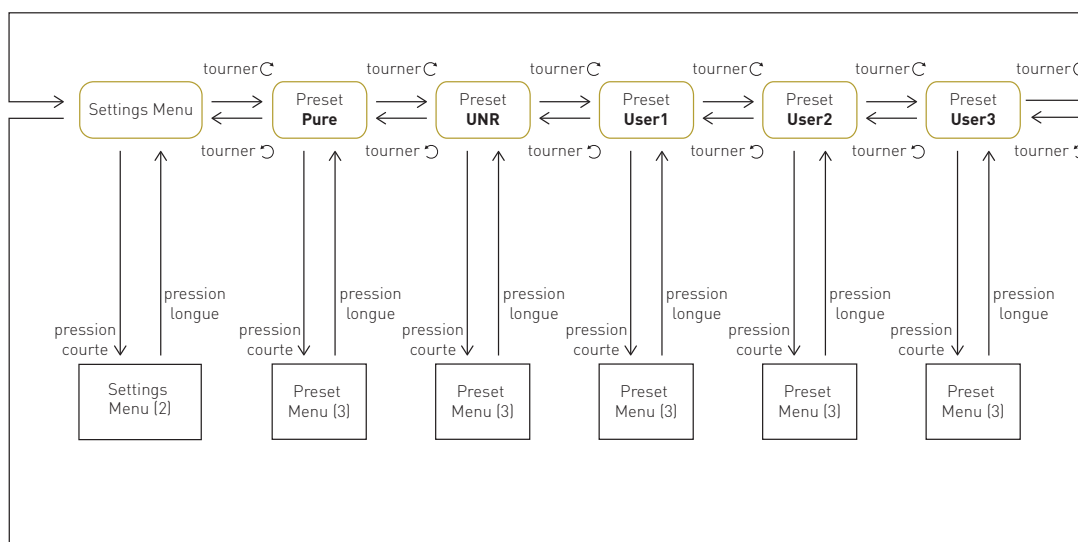 tourner
tourner
tourner
tourner
tourner
tourner
Settings Menu
Preset
Pure
Preset
UNR
Preset
User1
Preset
User2
Preset
User3
tourner
tourner
tourner
tourner
tourner
tourner
pression
longue
pression
longue
pression
longue
pression
longue
pression
longue
pression
longue
pression
courte
pression
courte
pression
courte
pression
courte
pression
courte
pression
courte
Settings
Menu (2)
Preset
Menu (3)
Preset
Menu (3)
Preset
Menu (3)
Preset
Menu (3)
Preset
Menu (3)